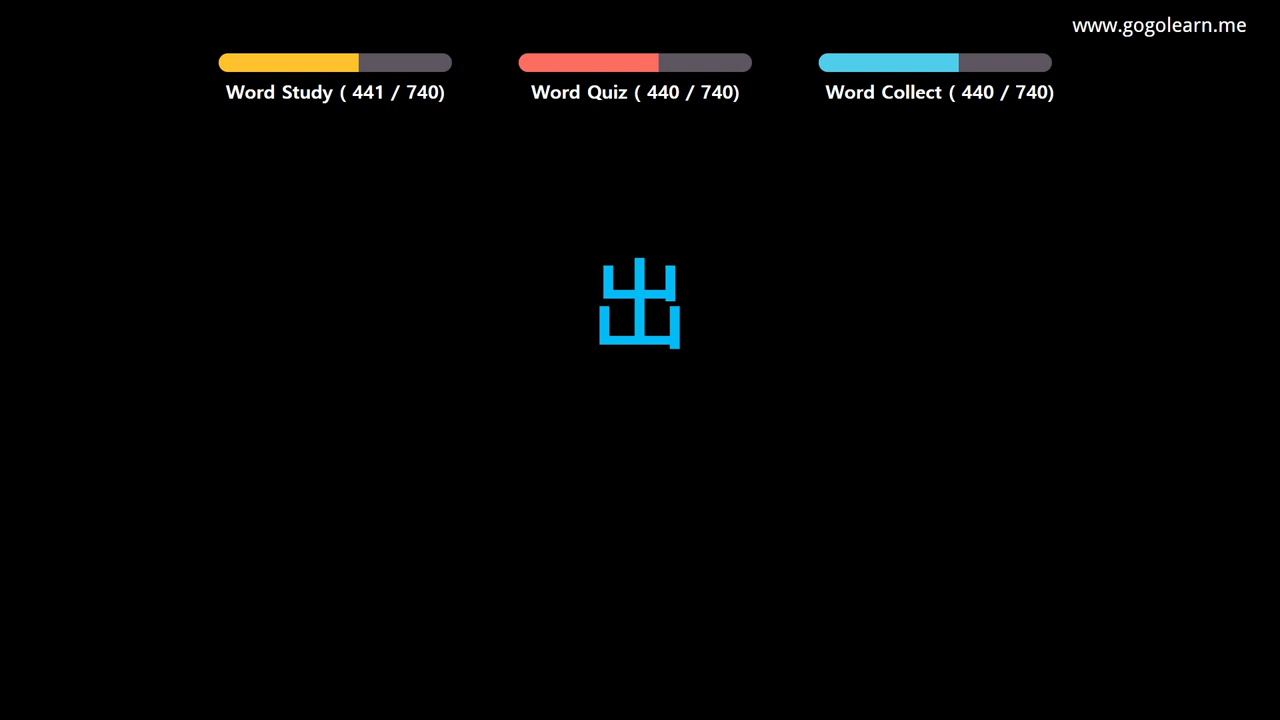 www.gogolearn.me
Word Study ( 441 / 740)
Word Quiz ( 440 / 740)
Word Collect ( 440 / 740)
出